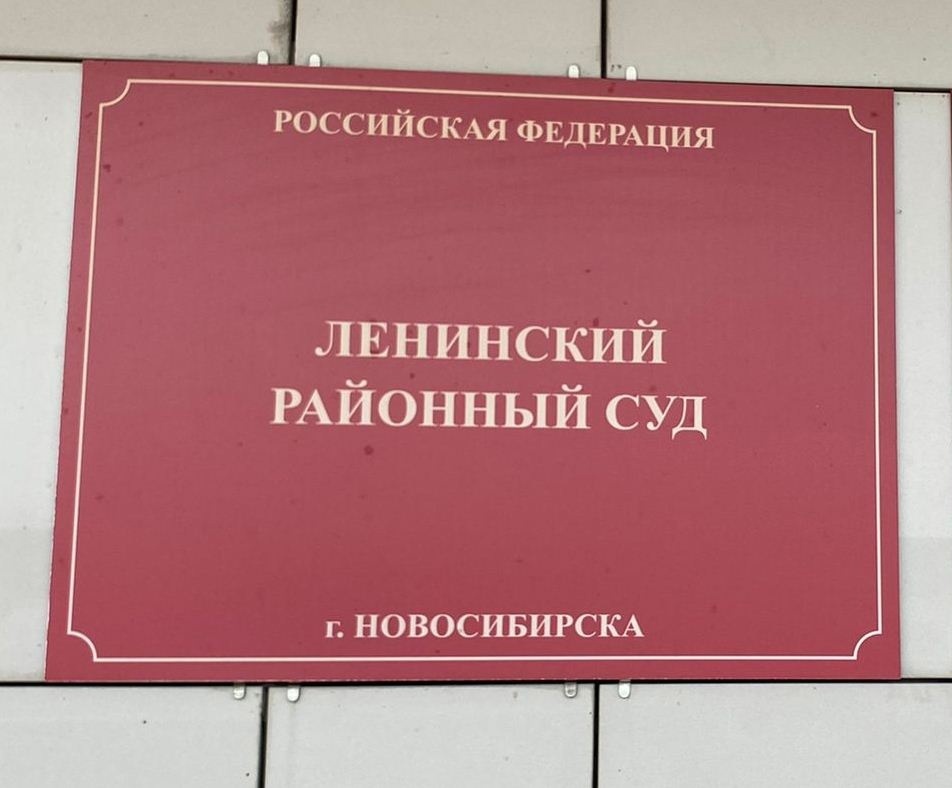 РОССИЙСКАЯ ФЕДЕРАЦИЯ
ЛЕНИНСКИЙ
РАЙОННЫЙ СУД
г. НОВОСИБИРСКА